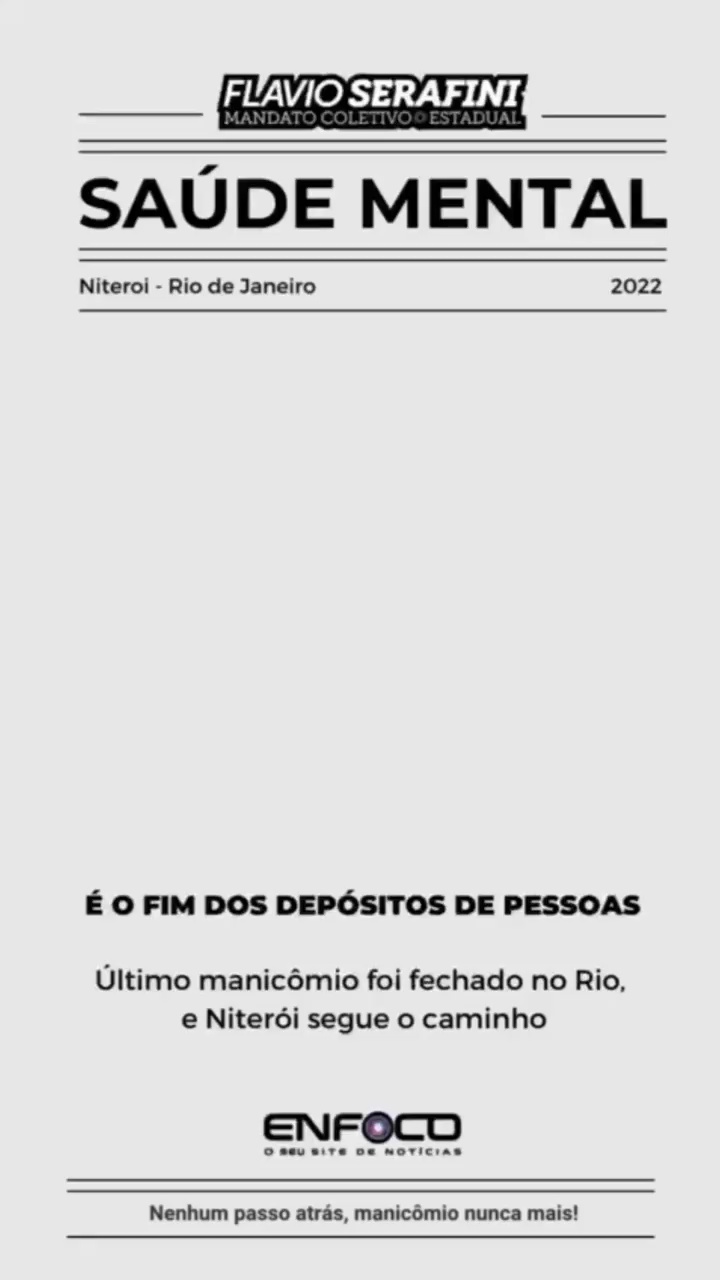 FLAVIO SERAFINI
MANDATO COLETIVO ESTADUAL
SAÚDE MENTAL
Niteroi - Rio de Janeiro 2022
É O FIM DOS DEPÓSITOS DE PESSOAS
Último manicômio foi fechado no Rio,
e Niterói segue o caminho
ENFOCO
O SEU SITE DE NOTÍCIAS
Nenhum passo atrás, manicômio nunca mais!